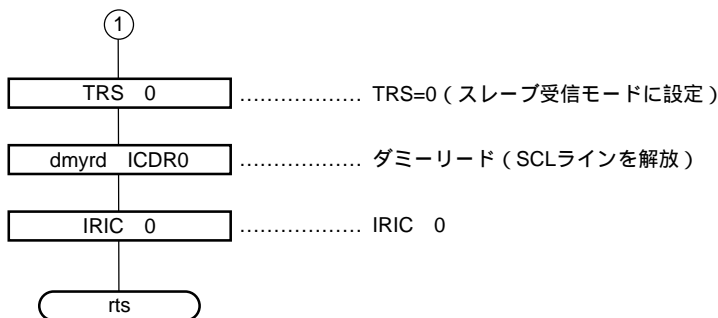 1
TRS 0 .................. TRS=0（スレーブ受信モードに設定）
dmyrd ICDR0 .................. ダミーリード（SCLラインを解放）
IRIC 0 .................. IRIC 0
rts